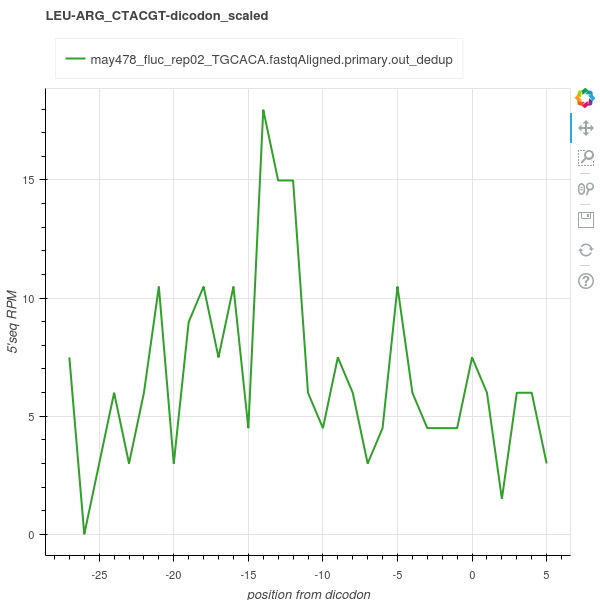 LEU-ARG_CTACGT-dicodon_scaled
may478_fluc_rep02_TGCACA.fastqAligned.primary.out_dedup
15
10
5
0
5'seq RPM
-25 -20 -15 -10 -5 0 5
position from dicodon